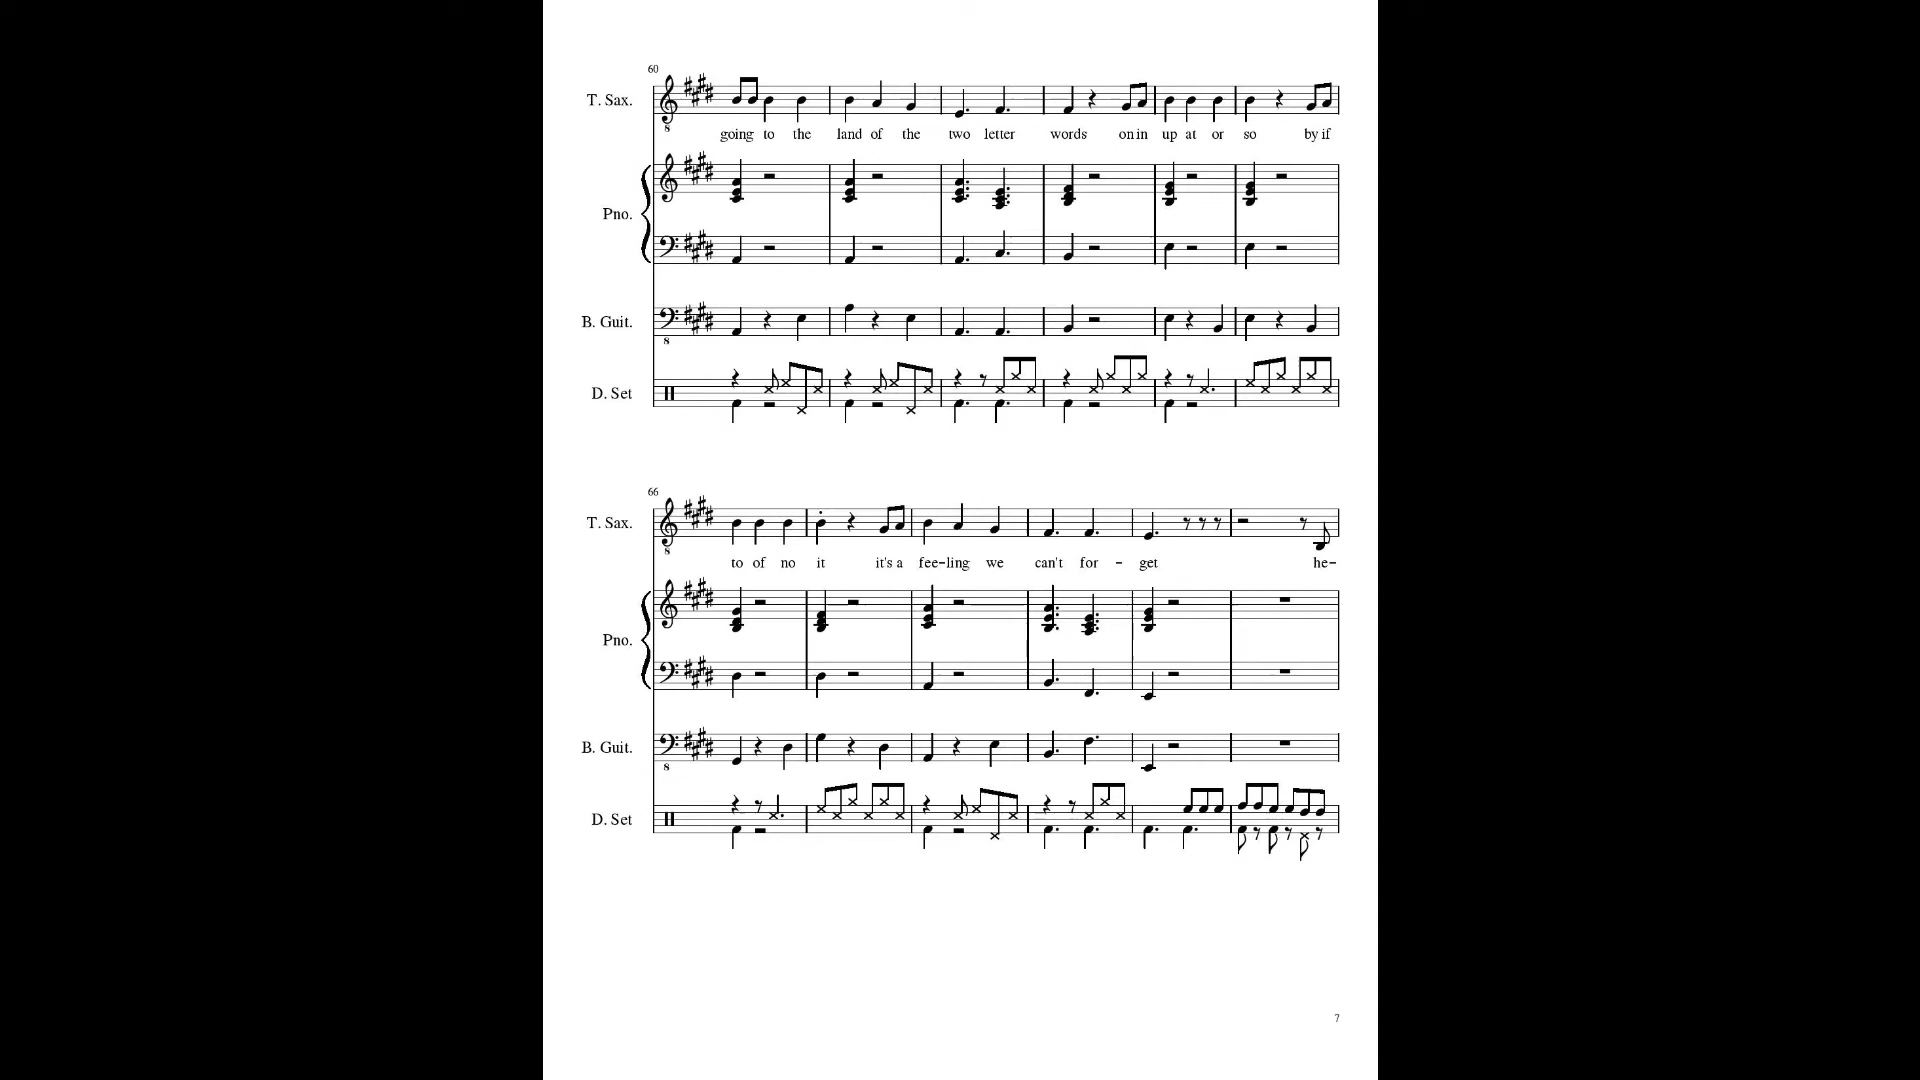 60
T. Sax.
going to the land of the two letter words on in up at or so by if
Pno.
B. Guit.
8
D. Set
66
T. Sax.
to of no it it's a fee-ling we can't for - get he-
Pno.
B. Guit.
8
D. Set
7